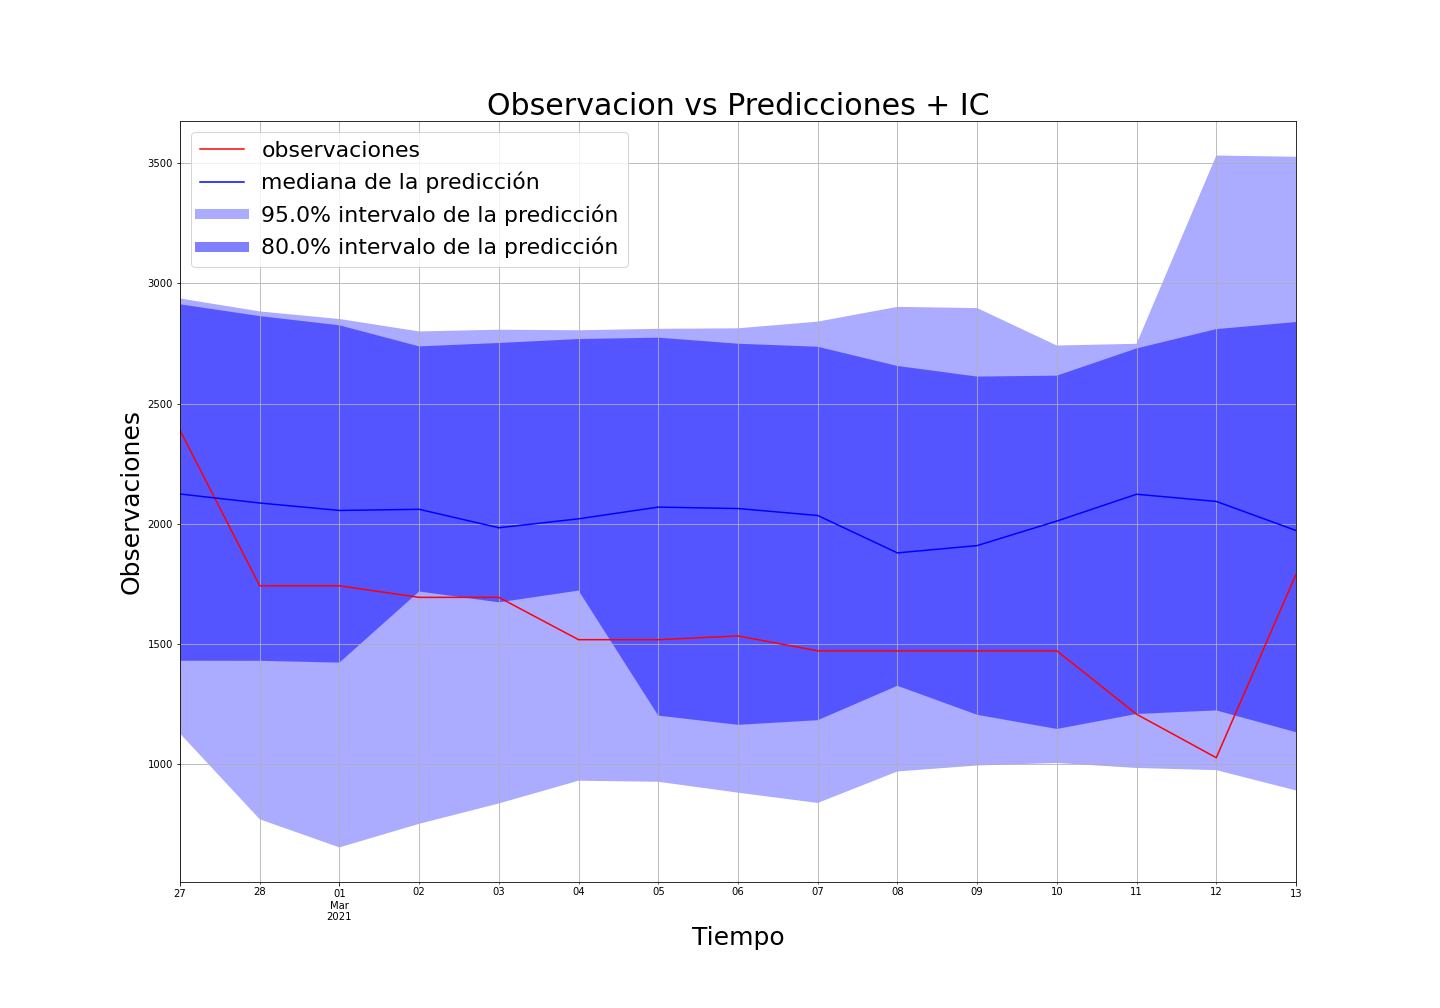 Observacion vs Predicciones + IC
observaciones
mediana de la predicción
95.0% intervalo de la predicción
80.0% intervalo de la predicción
3500
3000
2500
2000
1500
1000
Observaciones
27 28 01 02 03 04 05 06 07 08 09 10 11 12 13
Mar
2021
Tiempo